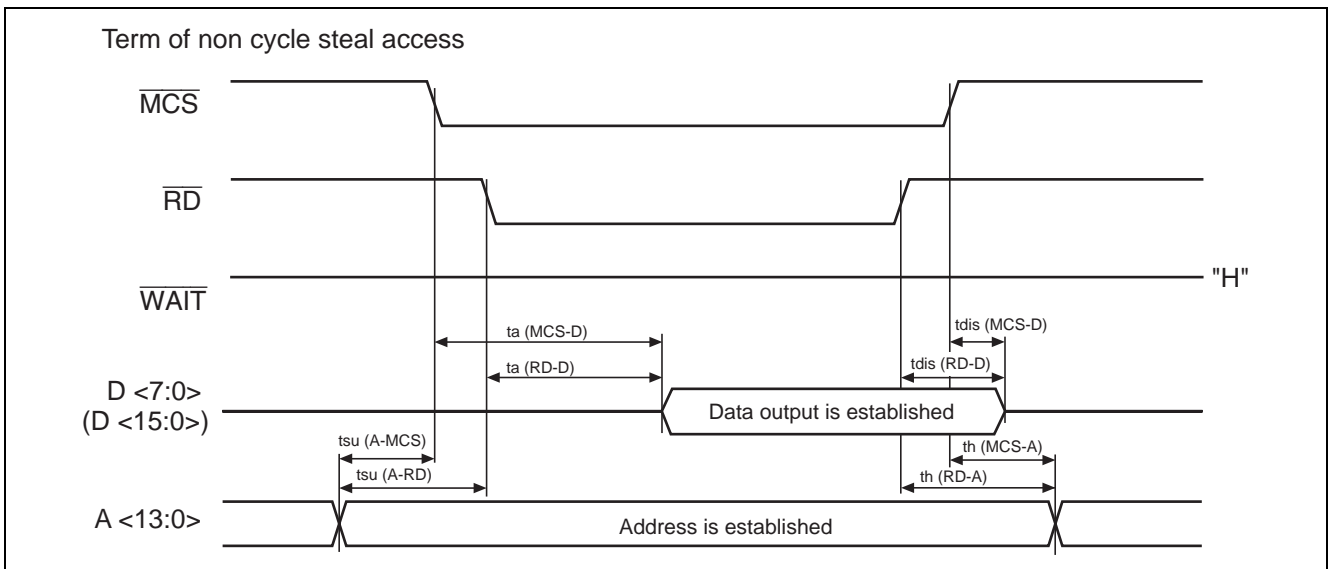 Term of non cycle steal access
MCS
RD
WAIT
"H"
ta (MCS-D)
tdis (MCS-D)
ta (RD-D)
tdis (RD-D)
D <7:0>
(D <15:0>)
Data output is established
tsu (A-MCS)
th (MCS-A)
tsu (A-RD)
th (RD-A)
A <13:0>
Address is established